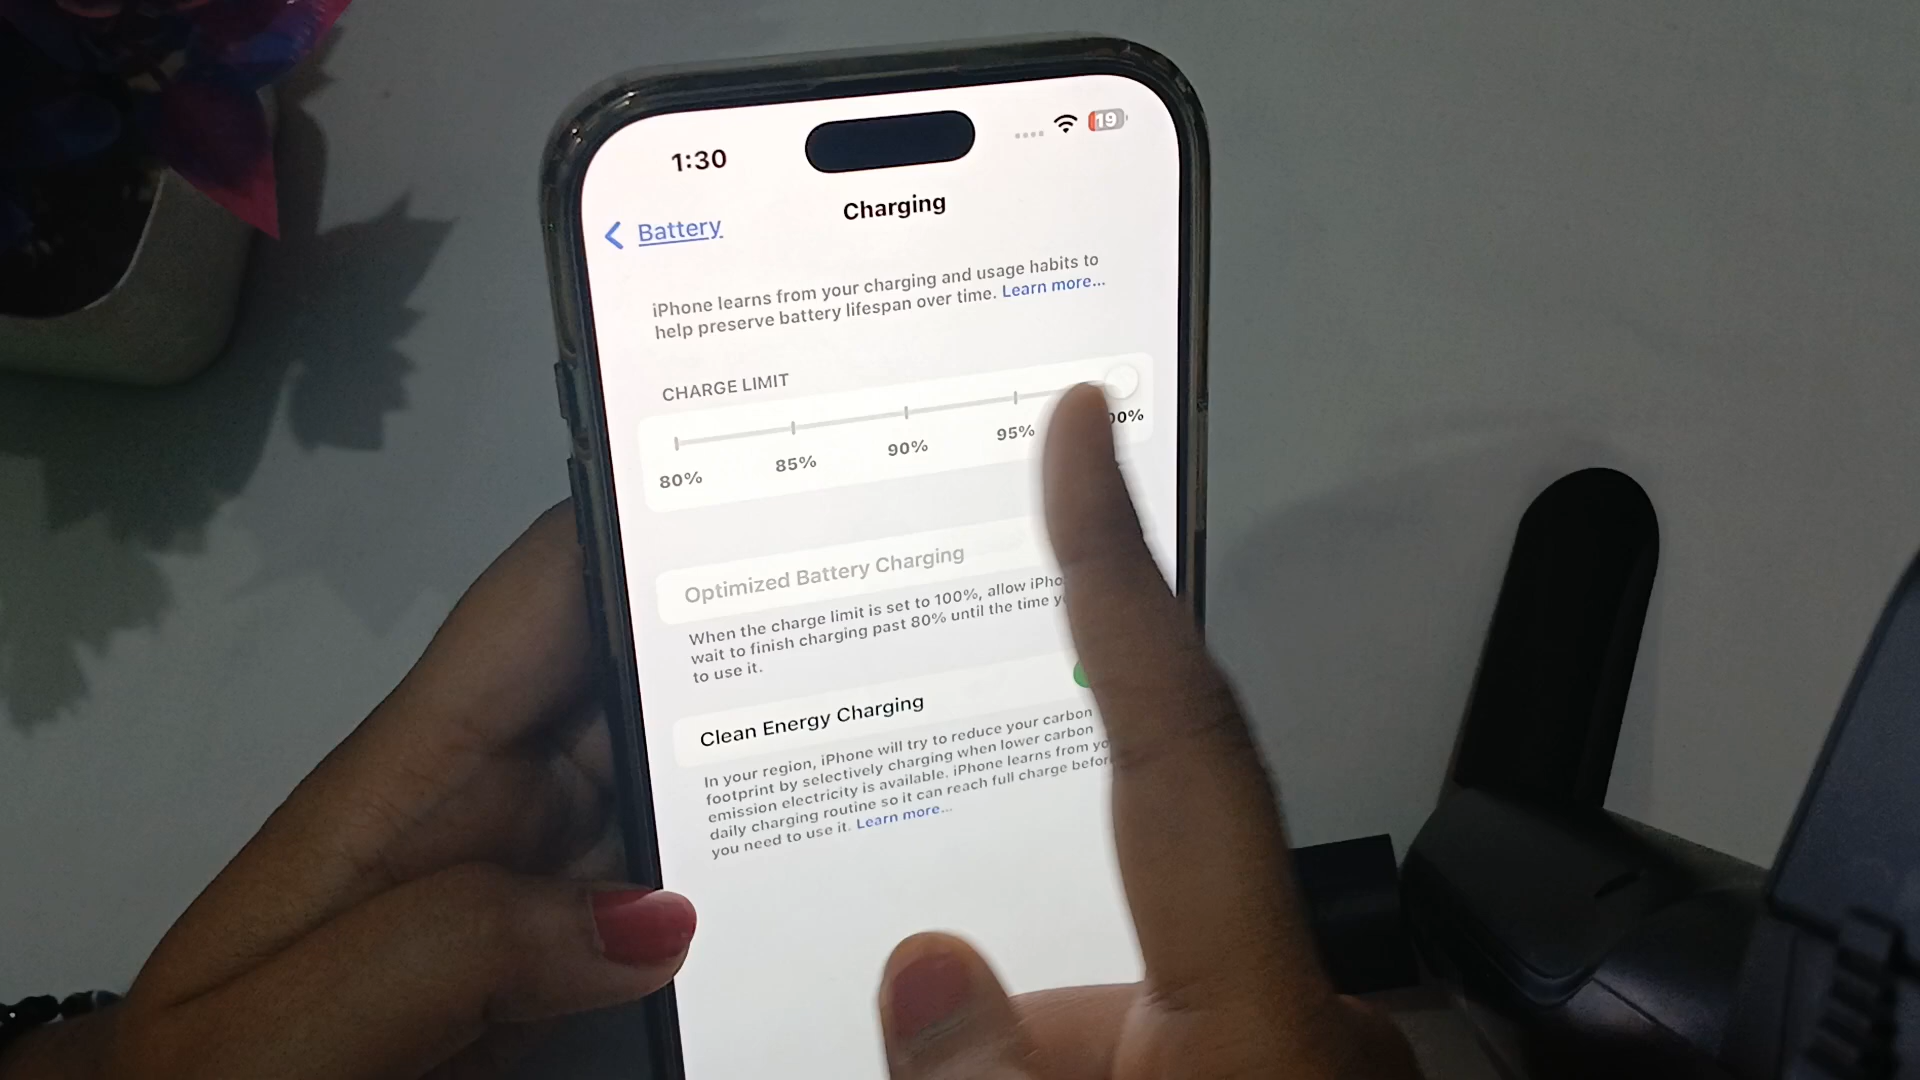 1:30
19
Battery
Charging
iPhone learns from your charging and usage habits to
help preserve battery lifespan over time. Learn more...
CHARGE LIMIT
80%
85%
90%
95%
00%
Optimized Battery Charging
When the charge limit is set to 100%, allow iPho
wait to finish charging past 80% until the time y
to use it.
Clean Energy Charging
In your region, iPhone will try to reduce your carbon
footprint by selectively charging when lower carbon
emission electricity is available. iPhone learns from yo
daily charging routine so it can reach full charge before
you need to use it. Learn more...